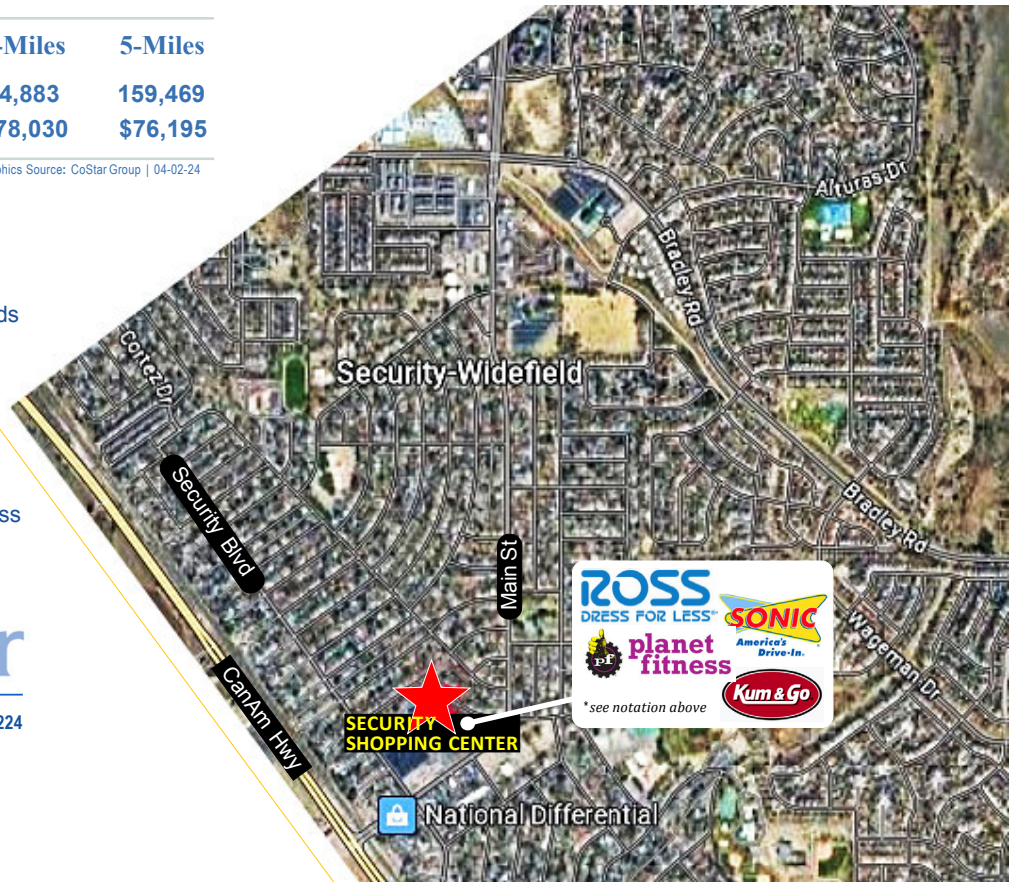 -Miles 5-Miles
4,883 159,469
78,030 $76,195
phics Source: CoStar Group | 04-02-24
ds
ss
r
224
Alturas Dr
Bradley Rd
Security-Widefield
Security Blvd
Main St
Bradley Rd
ROSS
DRESS FOR LESS
SONIC
America's
Drive-In.
pf
planet
fitness
Wageman Dr
Kum & Go
*see notation above
CanAm Hwy
SECURITY
SHOPPING CENTER
National Differential